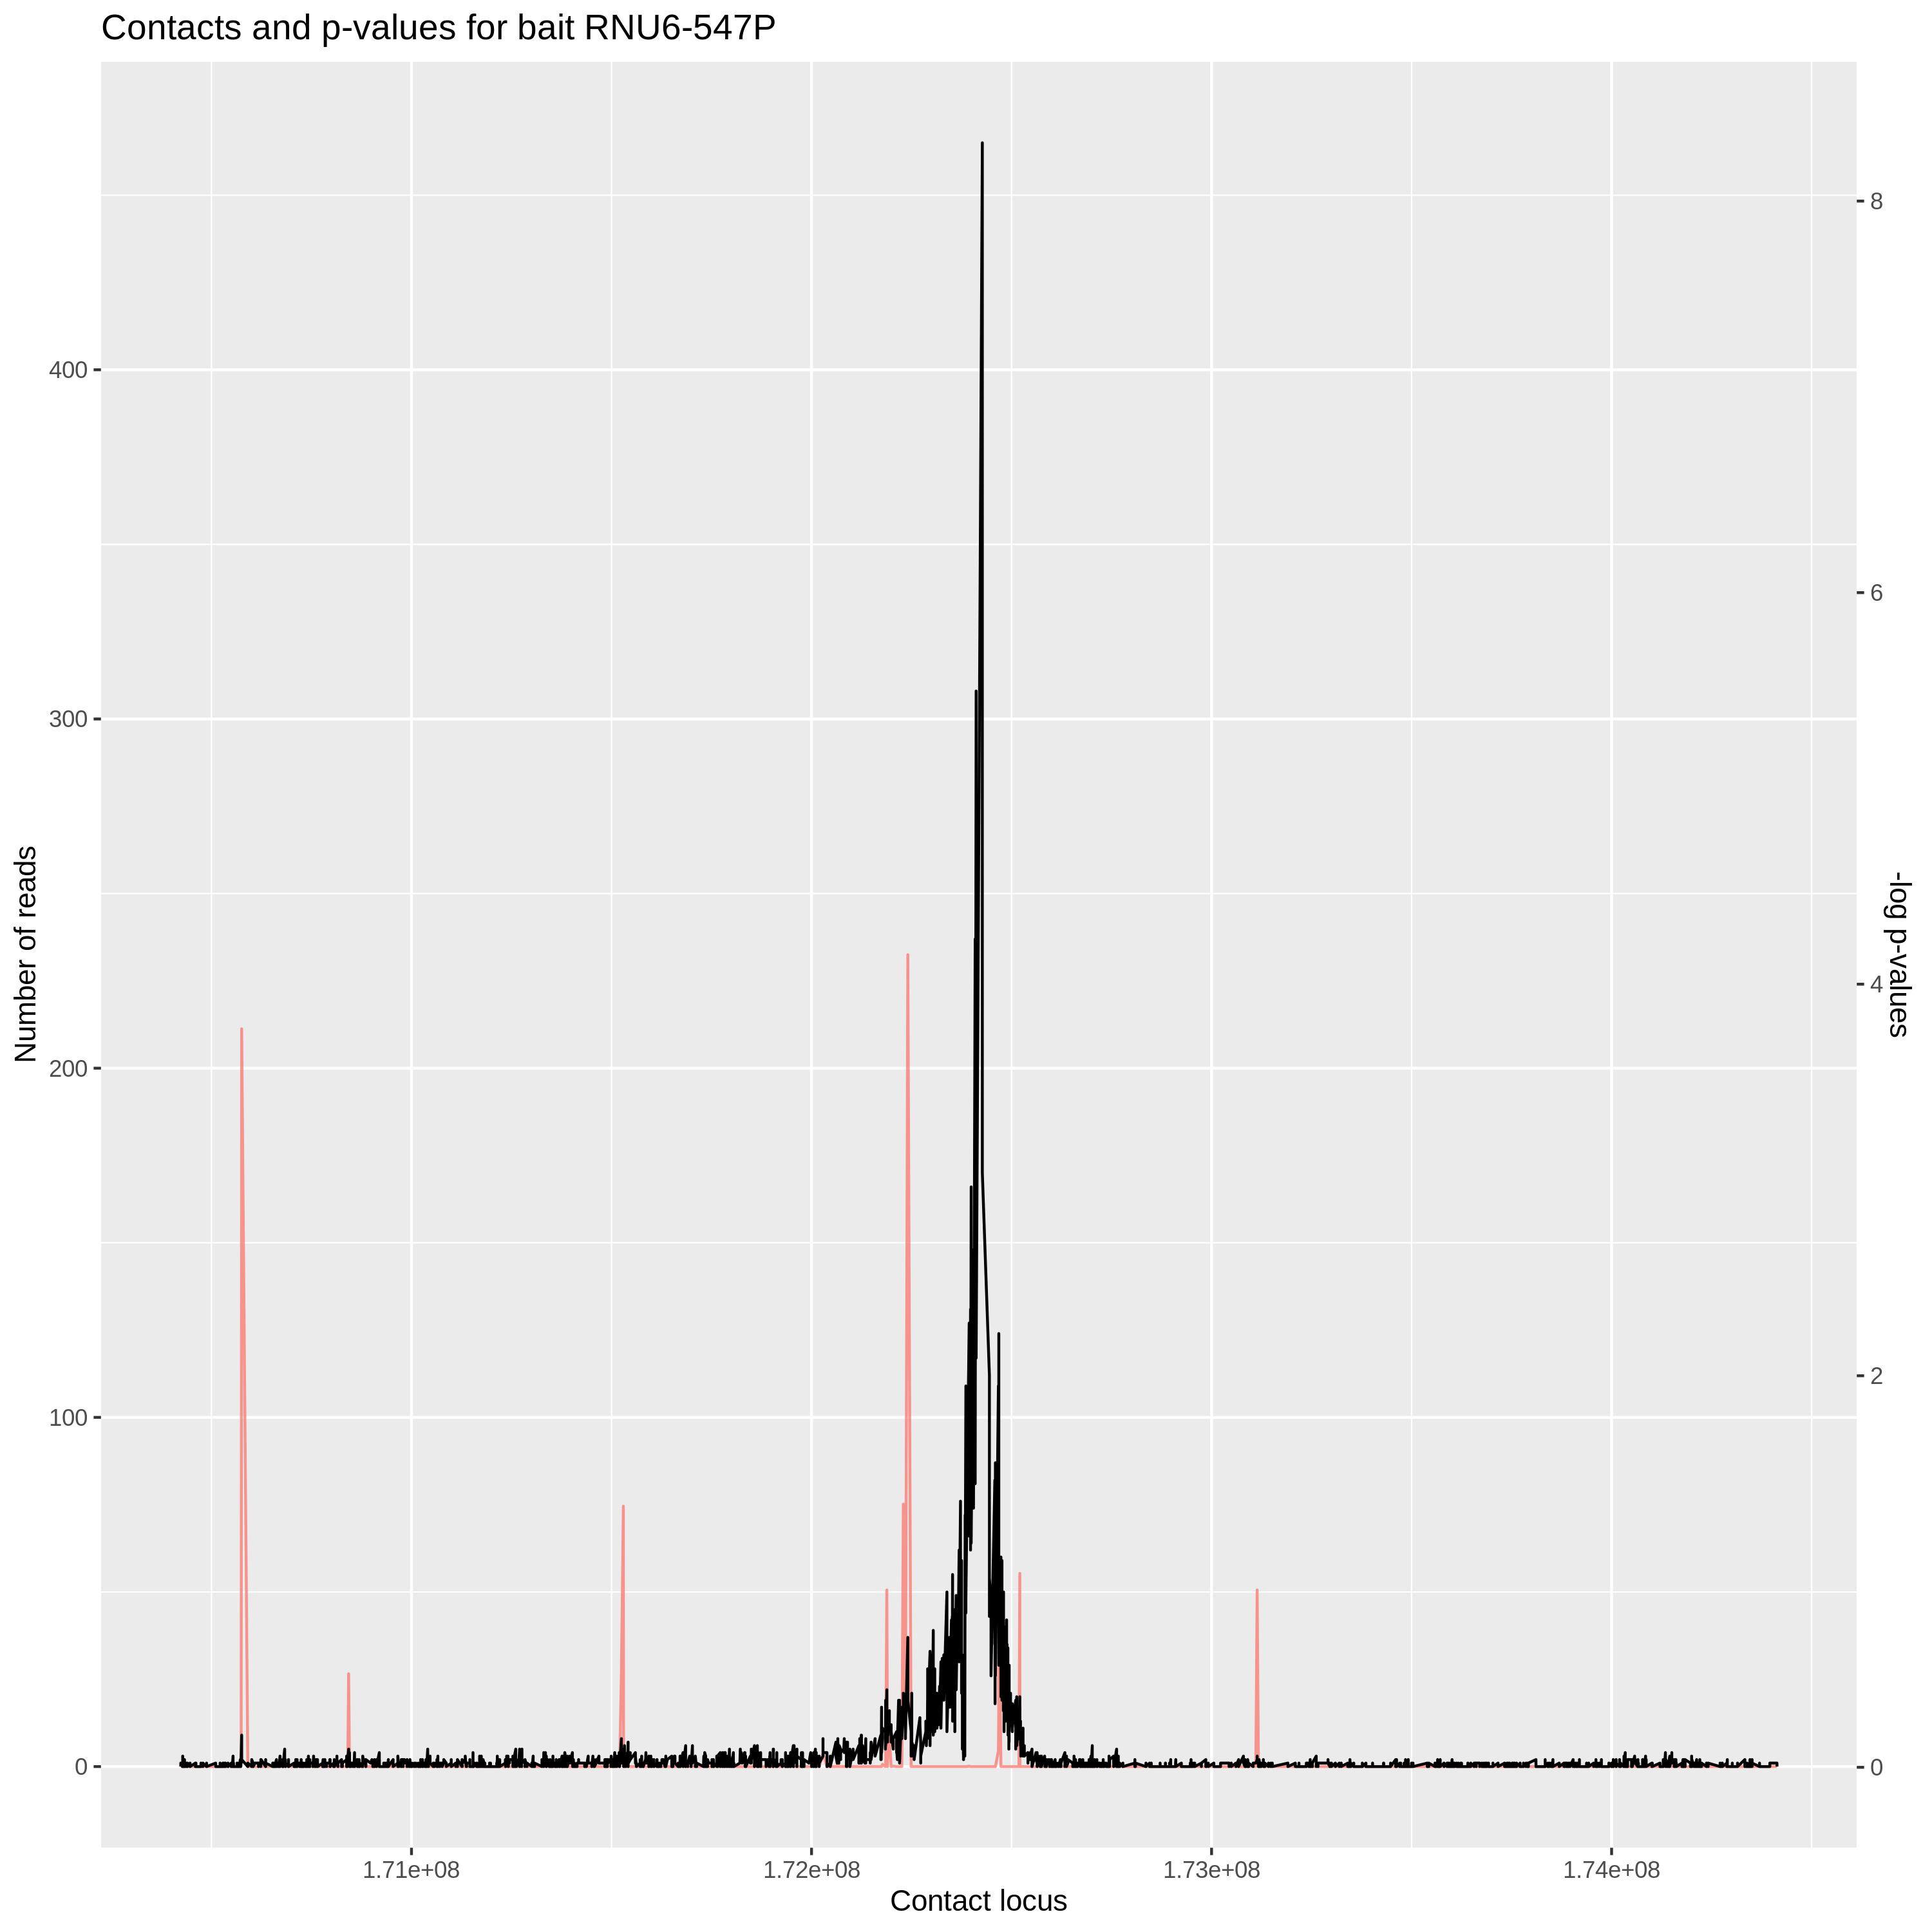 Contacts and p-values for bait RNU6-547P
Number of reads
400
300
200
100
0
8
6
4
2
0
-log p-values
1.71e+08
1.72e+08
1.73e+08
1.74e+08
Contact locus